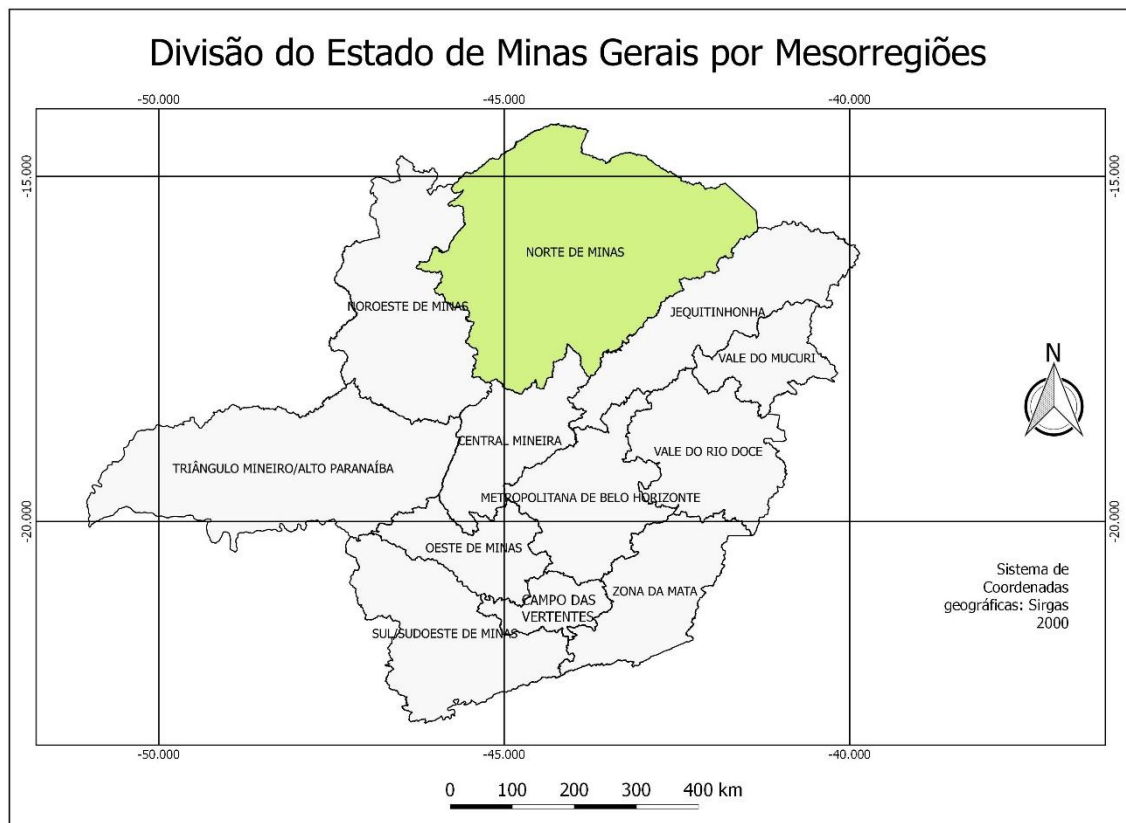 Divisão do Estado de Minas Gerais por Mesorregiões
-50.000
-45.000
-40.000
-15.000
-15.000
NORTE DE MINAS
NOROESTE DE MINAS
JEQUITINHONHA
VALE DO MUCURI
N
CENTRAL MINEIRA
VALE DO RIO DOCE
TRIÂNGULO MINEIRO/ALTO PARANAÍBA
METROPOLITANA DE BELO HORIZONTE
-20.000
-20.000
OESTE DE MINAS
ZONA DA MATA
CAMPO DAS
VERTENTES
SUL/SUDOESTE DE MINAS
Sistema de
Coordenadas
geográficas: Sirgas
2000
-50.000
-45.000
-40.000
0 100 200 300 400 km